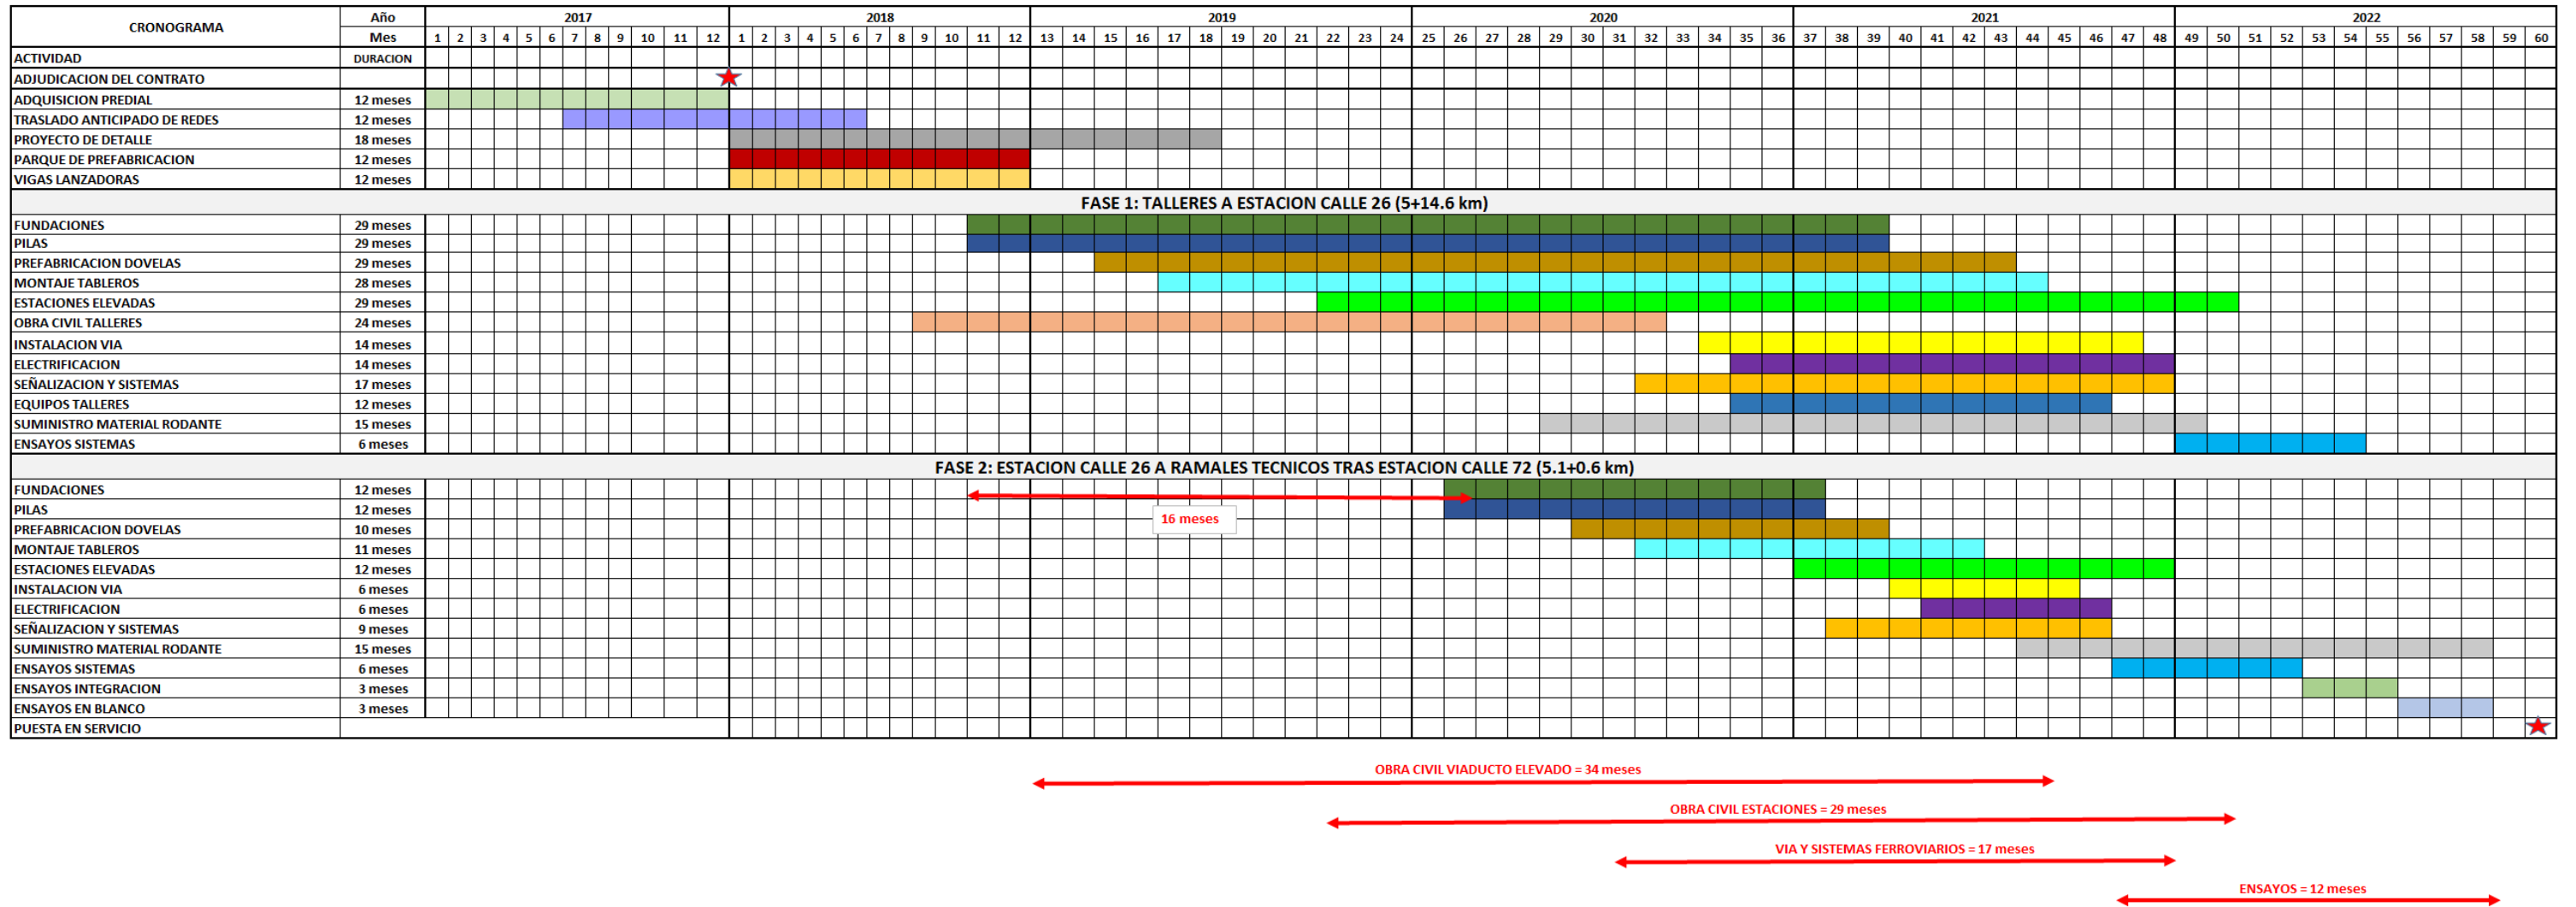 CRONOGRAMA Año 2017 2018 2019 2020 2021 2022
Mes 1 2 3 4 5 6 7 8 9 10 11 12 1 2 3 4 5 6 7 8 9 10 11 12 13 14 15 16 17 18 19 20 21 22 23 24 25 26 27 28 29 30 31 32 33 34 35 36 37 38 39 40 41 42 43 44 45 46 47 48 49 50 51 52 53 54 55 56 57 58 59 60
ACTIVIDAD DURACION
ADJUDICACION DEL CONTRATO
ADQUISICION PREDIAL 12 meses
TRASLADO ANTICIPADO DE REDES 12 meses
PROYECTO DE DETALLE 18 meses
PARQUE DE PREFABRICACION 12 meses
VIGAS LANZADORAS 12 meses
FASE 1: TALLERES A ESTACION CALLE 26 (5+14.6 km)
FUNDACIONES 29 meses
PILAS 29 meses
PREFABRICACION DOVELAS 29 meses
MONTAJE TABLEROS 28 meses
ESTACIONES ELEVADAS 29 meses
OBRA CIVIL TALLERES 24 meses
INSTALACION VIA 14 meses
ELECTRIFICACION 14 meses
SEÑALIZACION Y SISTEMAS 17 meses
EQUIPOS TALLERES 12 meses
SUMINISTRO MATERIAL RODANTE 15 meses
ENSAYOS SISTEMAS 6 meses
FASE 2: ESTACION CALLE 26 A RAMALES TECNICOS TRAS ESTACION CALLE 72 (5.1+0.6 km)
FUNDACIONES 12 meses
PILAS 12 meses
16 meses
PREFABRICACION DOVELAS 10 meses
MONTAJE TABLEROS 11 meses
ESTACIONES ELEVADAS 12 meses
INSTALACION VIA 6 meses
ELECTRIFICACION 6 meses
SEÑALIZACION Y SISTEMAS 9 meses
SUMINISTRO MATERIAL RODANTE 15 meses
ENSAYOS SISTEMAS 6 meses
ENSAYOS INTEGRACION 3 meses
ENSAYOS EN BLANCO 3 meses
PUESTA EN SERVICIO
OBRA CIVIL VIADUCTO ELEVADO = 34 meses
OBRA CIVIL ESTACIONES = 29 meses
VIA Y SISTEMAS FERROVIARIOS = 17 meses
ENSAYOS = 12 meses